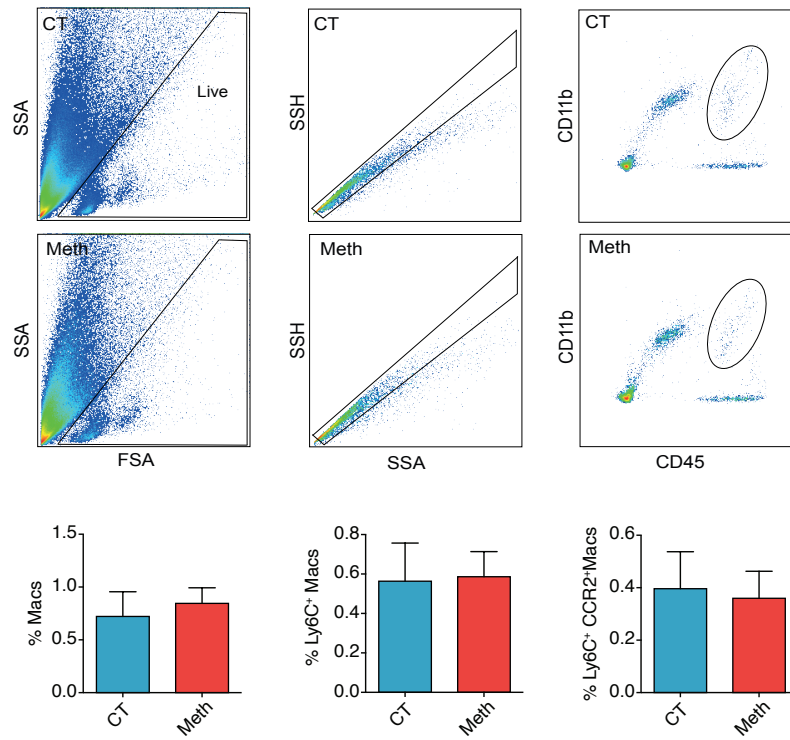 CT
Live
SSA
CT
SSH
CT
CD11b
Meth
SSA
FSA
Meth
SSH
SSA
Meth
CD11b
CD45
1.5
1.0
0.5
0.0
% Macs
CT
Meth
0.8
0.6
0.4
0.2
0.0
% Ly6C⁺ Macs
CT
Meth
0.6
0.4
0.2
0.0
% Ly6C⁺ CCR2⁺Macs
CT
Meth